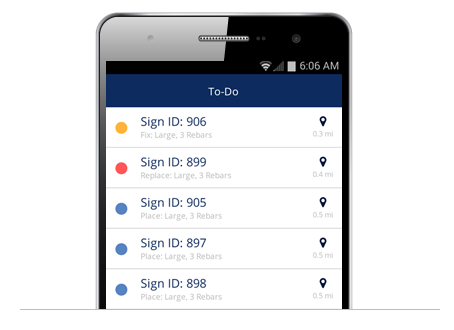 6:06 AM
To-Do
Sign ID: 906
Fix: Large, 3 Rebars
0.3 mi
Sign ID: 899
Replace: Large, 3 Rebars
0.4 mi
Sign ID: 905
Place: Large, 3 Rebars
0.5 mi
Sign ID: 897
Place: Large, 3 Rebars
0.5 mi
Sign ID: 898
Place: Large, 3 Rebars
0.5 mi